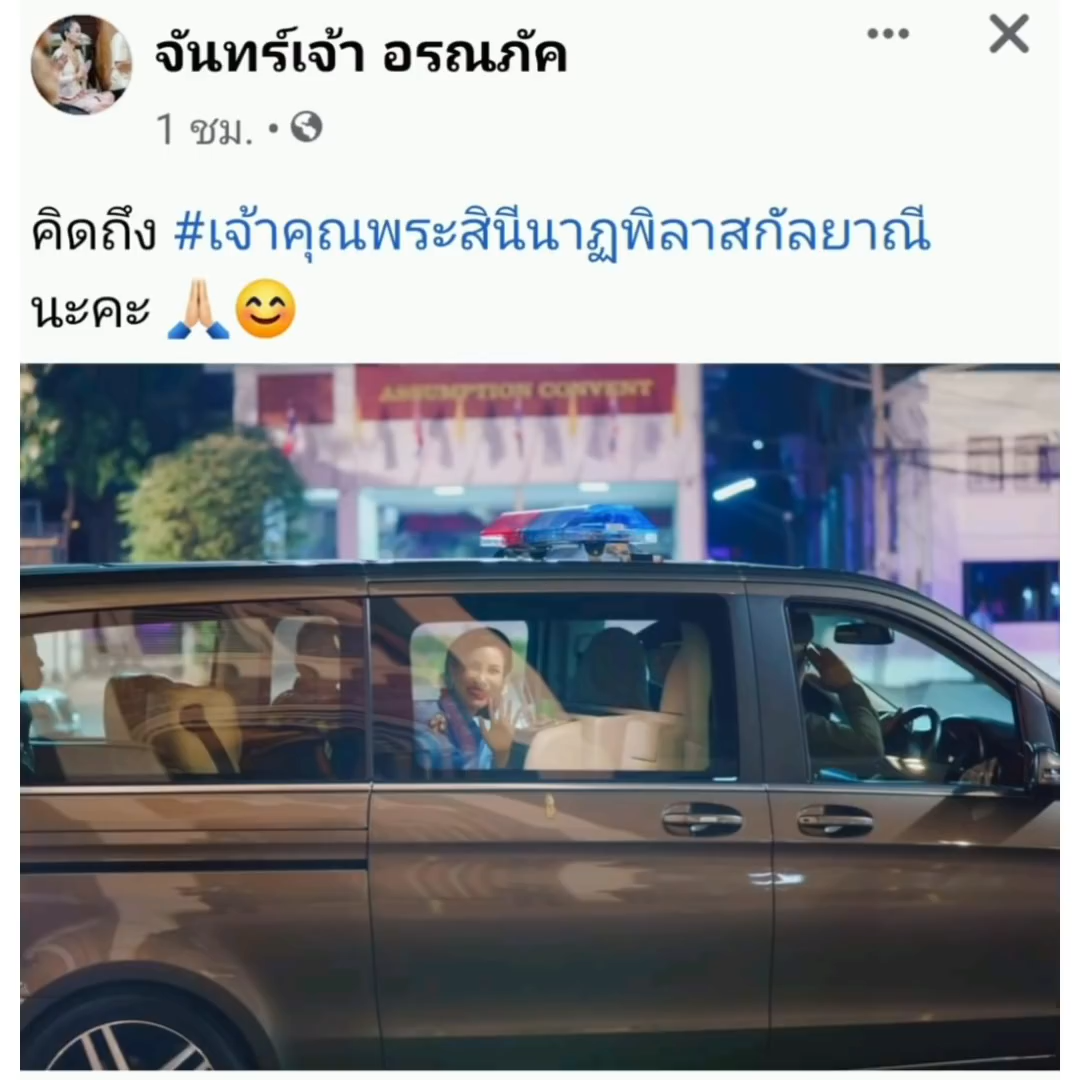 จันทร์เจ้า อรณภัค
1 ชม.
คิดถึง #เจ้าคุณพระสินีนาฏพิลาสกัลยาณี
นะคะ 🙏🏼😊
ASSUMPTION CONVENT